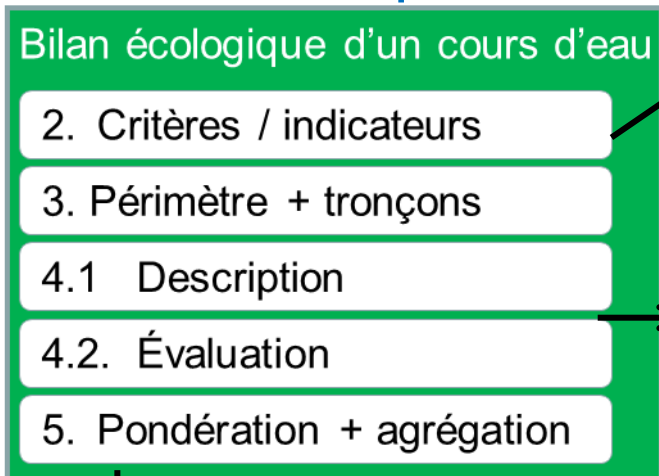 Bilan écologique d’un cours d’eau
2. Critères / indicateurs
3. Périmètre + tronçons
4.1 Description
4.2. Évaluation
5. Pondération + agrégation